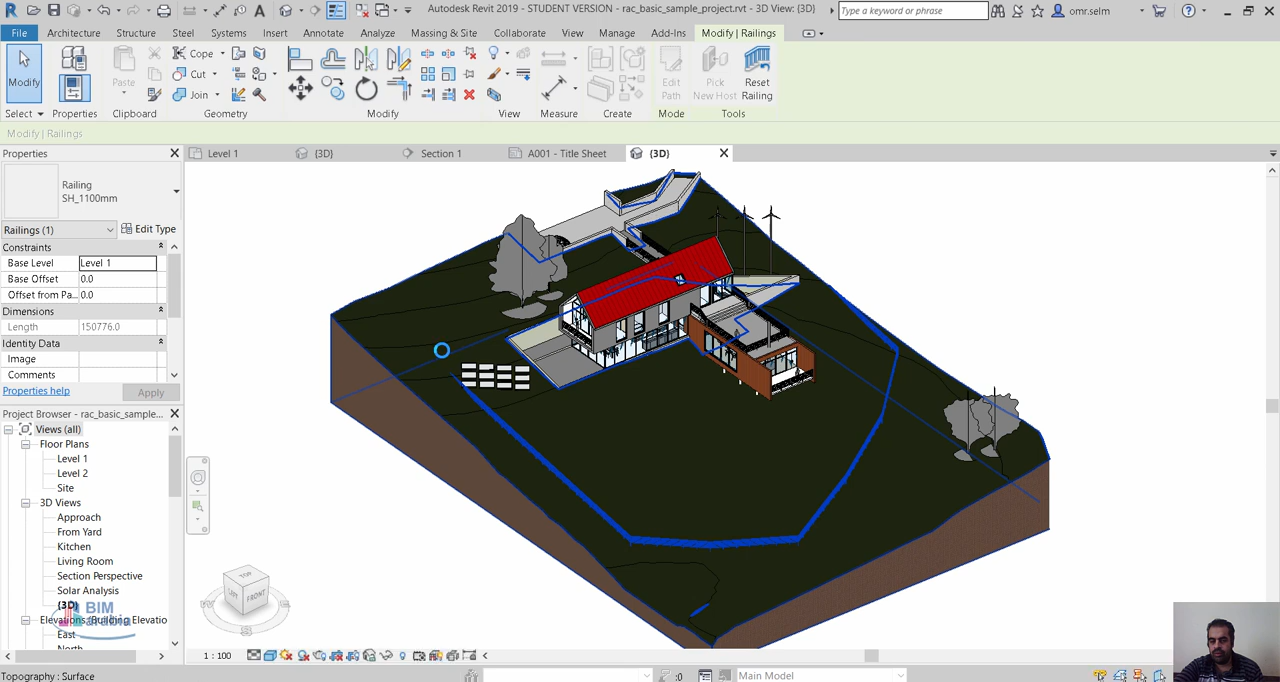 Autodesk Revit 2019 - STUDENT VERSION - rac_basic_sample_project.rvt - 3D View: {3D}
Type a keyword or phrase
omr.selm
File Architecture Structure Steel Systems Insert Annotate Analyze Massing & Site Collaborate View Manage Add-Ins Modify | Railings
Modify
Properties
Paste
Cope
Cut
Join
Edit Path
Pick New Host
Reset Railing
Select Properties Clipboard Geometry Modify View Measure Create Mode Tools
Modify | Railings
Properties
Level 1 {3D} Section 1 A001 - Title Sheet {3D}
Railing
SH_1100mm
Railings (1) Edit Type
Constraints
Base Level Level 1
Base Offset 0.0
Offset from Pa... 0.0
Dimensions
Length 150776.0
Identity Data
Image
Comments
Properties help Apply
Project Browser - rac_basic_sample...
Views (all)
Floor Plans
Level 1
Level 2
Site
3D Views
Approach
From Yard
Kitchen
Living Room
Section Perspective
Solar Analysis
{3D}
BIM
Elevations (Building Elevatio
East
North
TOP
FRONT
1 : 100
Topography : Surface
:0
Main Model